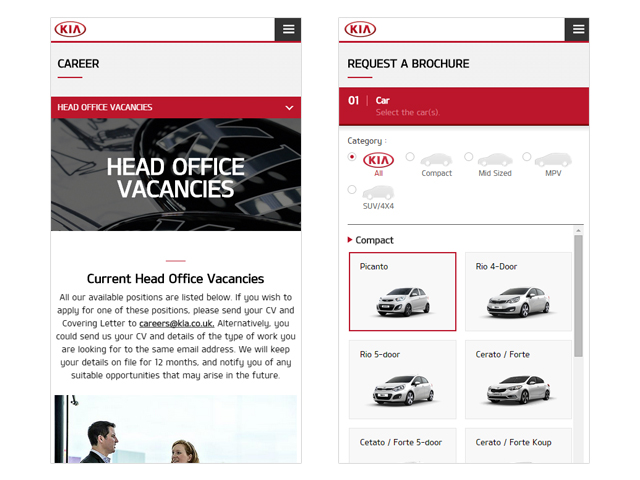 KIA
CAREER
HEAD OFFICE VACANCIES
HEAD OFFICE
VACANCIES
Current Head Office Vacancies
All our available positions are listed below. If you wish to
apply for one of these positions, please send your CV and
Covering Letter to careers@kia.co.uk. Alternatively, you
could send us your CV and details of the type of work you
are looking for to the same email address. We will keep
your details on file for 12 months, and notify you of any
suitable opportunities that may arise in the future.
KIA
REQUEST A BROCHURE
01 Car
Select the car(s).
Category :
KIA
All Compact Mid Sized MPV
SUV/4X4
Compact
Picanto Rio 4-Door
Rio 5-door Cerato / Forte
Cetato / Forte 5-door Cerato / Forte Koup